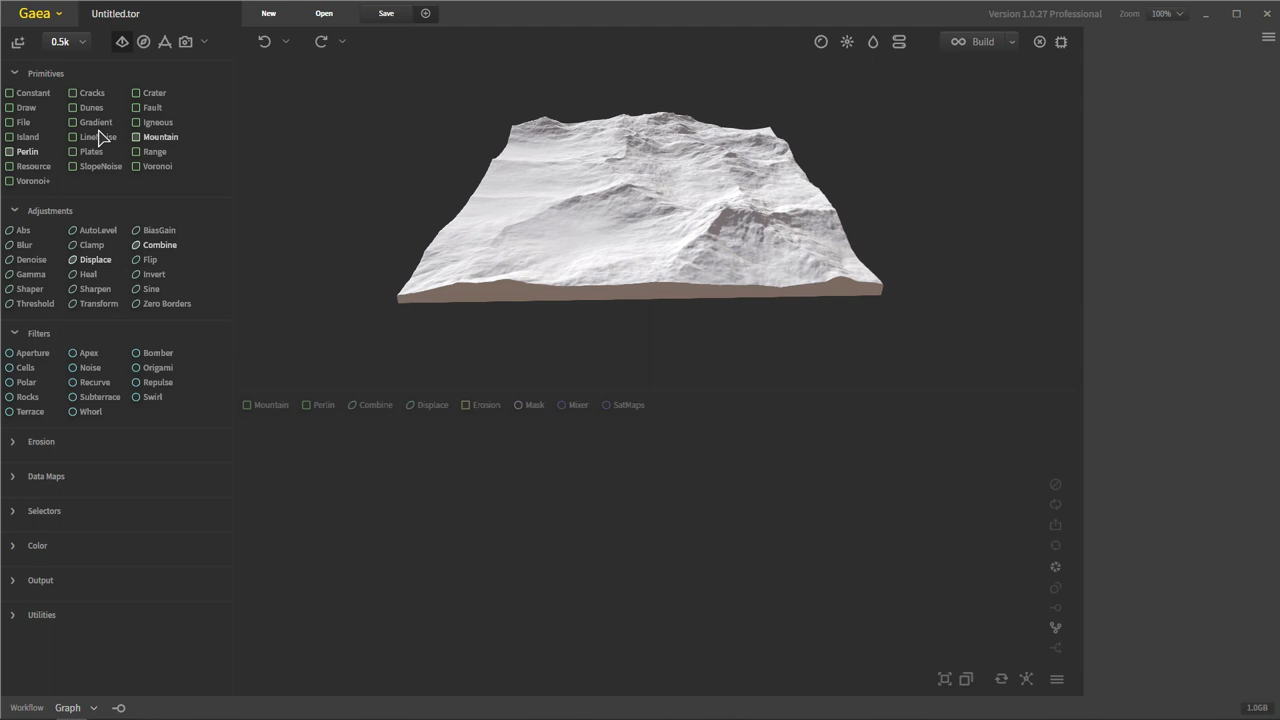 Gaea Untitled.tor New Open Save Version 1.0.27 Professional Zoom 100%
0.5k Build
Primitives
Constant Cracks Crater
Draw Dunes Fault
File Gradient Igneous
Island LineNoise Mountain
Perlin Plates Range
Resource SlopeNoise Voronoi
Voronoi+
Adjustments
Abs AutoLevel BiasGain
Blur Clamp Combine
Denoise Displace Flip
Gamma Heal Invert
Shaper Sharpen Sine
Threshold Transform Zero Borders
Filters
Aperture Apex Bomber
Cells Noise Origami
Polar Recurve Repulse
Rocks Subterrace Swirl
Terrace Whorl
Mountain Perlin Combine Displace Erosion Mask Mixer SatMaps
Erosion
Data Maps
Selectors
Color
Output
Utilities
Workflow Graph 1.0GB